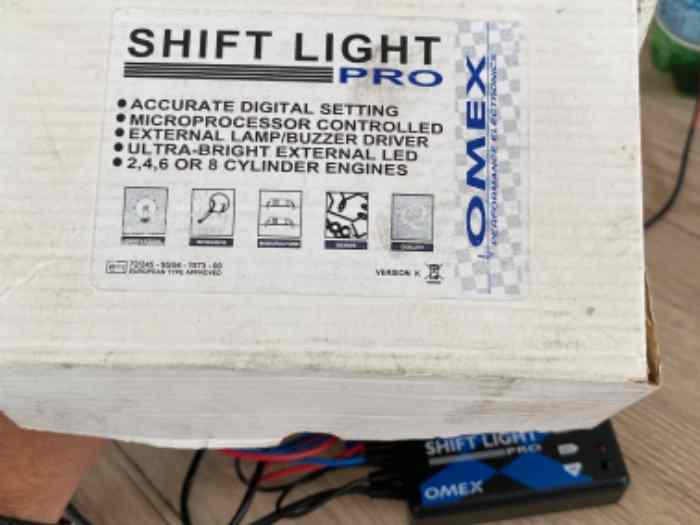 SHIFT LIGHT
PRO
• ACCURATE DIGITAL SETTING
• MICROPROCESSOR CONTROLLED
• EXTERNAL LAMP/BUZZER DRIVER
• ULTRA-BRIGHT EXTERNAL LED
• 2,4,6 OR 8 CYLINDER ENGINES
OMEX
PERFORMANCE ELECTRONICS
EUROPEAN TYPE APPROVED
VERSION K
SHIFT LIGHT
PRO
OMEX